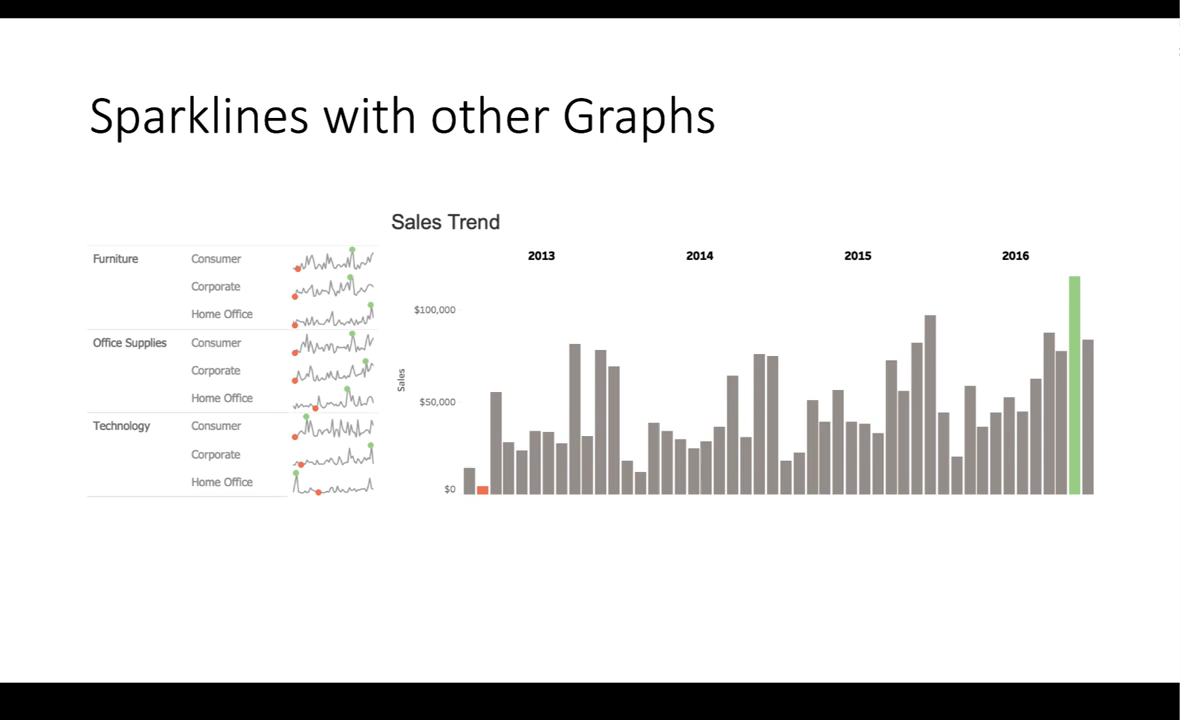 Sparklines with other Graphs
Sales Trend
Furniture Consumer
Corporate
Home Office
Office Supplies Consumer
Corporate
Home Office
Technology Consumer
Corporate
Home Office
2013 2014 2015 2016
$100,000
$50,000
$0
Sales